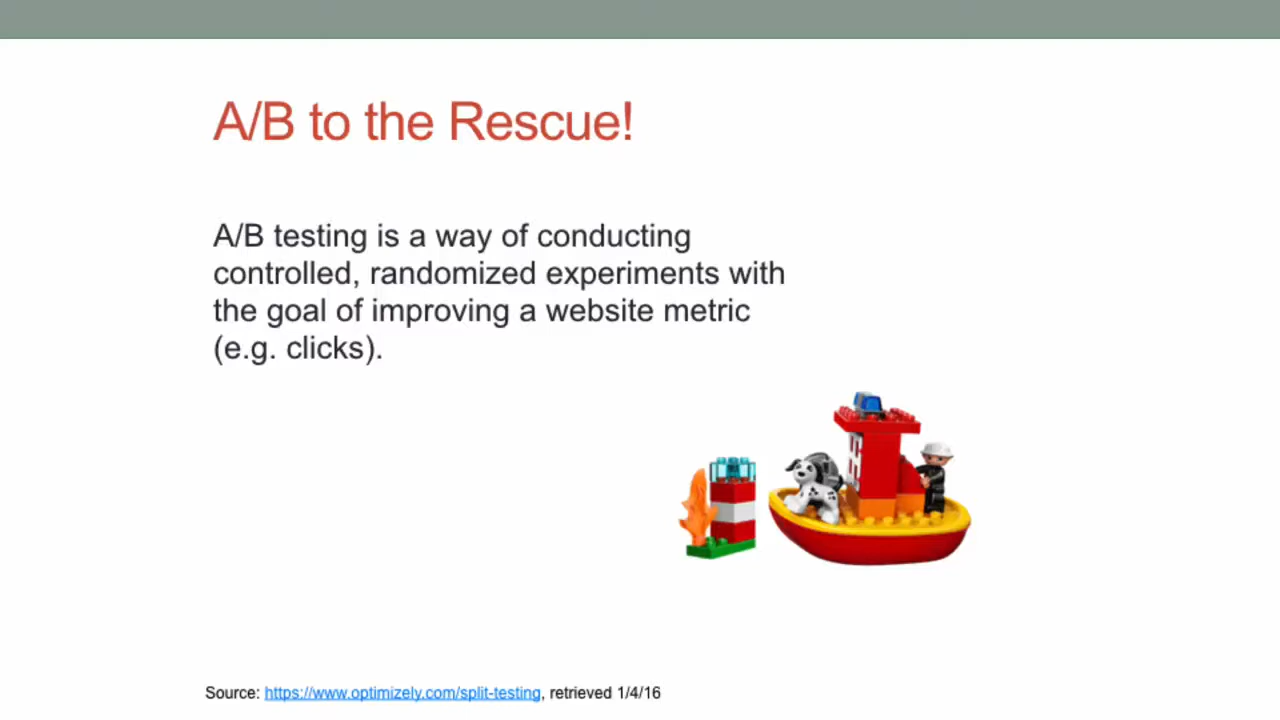 A/B to the Rescue!
A/B testing is a way of conducting
controlled, randomized experiments with
the goal of improving a website metric
(e.g. clicks).
Source: https://www.optimizely.com/split-testing, retrieved 1/4/16